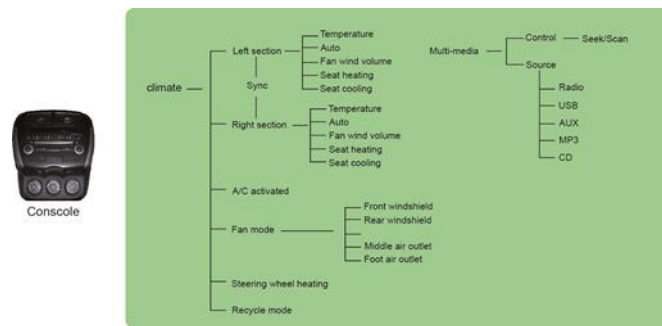 climate
Left section
Temperature
Auto
Fan wind volume
Seat heating
Seat cooling
Sync
Right section
Temperature
Auto
Fan wind volume
Seat heating
Seat cooling
A/C activated
Fan mode
Front windshield
Rear windshield
Middle air outlet
Foot air outlet
Steering wheel heating
Recycle mode
Multi-media
Control
Seek/Scan
Source
Radio
USB
AUX
MP3
CD
Conscole